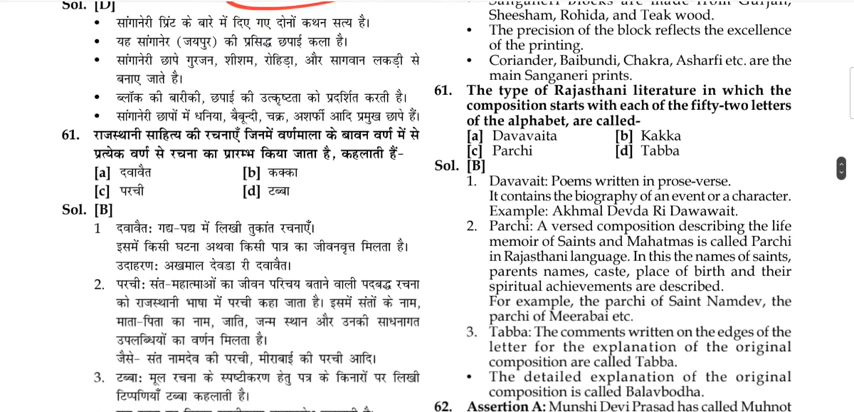 Sol. [D]
• सांगानेरी प्रिंट के बारे में दिए गए दोनों कथन सत्य है।
• यह सांगानेर (जयपुर) की प्रसिद्ध छपाई कला है।
• सांगानेरी छापे गुरजन, शीशम, रोहिड़ा, और सागवान लकड़ी से
बनाए जाते है।
• ब्लॉक की बारीकी, छपाई की उत्कृष्टता को प्रदर्शित करती है।
• सांगानेरी छापों में धनिया, बैबून्दी, चक्र, अशर्फी आदि प्रमुख छापे हैं।
61. राजस्थानी साहित्य की रचनाएँ जिनमें वर्णमाला के बावन वर्ण में से
प्रत्येक वर्ण से रचना का प्रारम्भ किया जाता है, कहलाती हैं-
[a] दवावैत [b] कक्का
[c] परची [d] टब्बा
Sol. [B]
1 दवावैत: गद्य-पद्य में लिखी तुकांत रचनाएँ।
इसमें किसी घटना अथवा किसी पात्र का जीवनवृत्त मिलता है।
उदाहरण: अखमाल देवडा री दवावैत।
2. परची: संत-महात्माओं का जीवन परिचय बताने वाली पदबद्ध रचना
को राजस्थानी भाषा में परची कहा जाता है। इसमें संतों के नाम,
माता-पिता का नाम, जाति, जन्म स्थान और उनकी साधनागत
उपलब्धियों का वर्णन मिलता है।
जैसे- संत नामदेव की परची, मीराबाई की परची आदि।
3. टब्बा: मूल रचना के स्पष्टीकरण हेतु पत्र के किनारों पर लिखी
टिप्पणियाँ टब्बा कहलाती है।
Sanganeri Blocks are made from Gurjan,
Sheesham, Rohida, and Teak wood.
• The precision of the block reflects the excellence
of the printing.
• Coriander, Baibundi, Chakra, Asharfi etc. are the
main Sanganeri prints.
61. The type of Rajasthani literature in which the
composition starts with each of the fifty-two letters
of the alphabet, are called-
[a] Davavaita [b] Kakka
[c] Parchi [d] Tabba
Sol. [B]
1. Davavait: Poems written in prose-verse.
It contains the biography of an event or a character.
Example: Akhmal Devda Ri Dawawait.
2. Parchi: A versed composition describing the life
memoir of Saints and Mahatmas is called Parchi
in Rajasthani language. In this the names of saints,
parents names, caste, place of birth and their
spiritual achievements are described.
For example, the parchi of Saint Namdev, the
parchi of Meerabai etc.
3. Tabba: The comments written on the edges of the
letter for the explanation of the original
composition are called Tabba.
• The detailed explanation of the original
composition is called Balavbodha.
62. Assertion A: Munshi Devi Prasad has called Muhnot